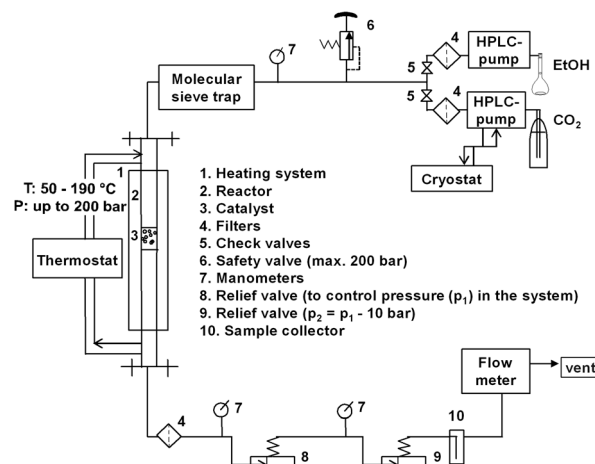 6
4
HPLC-
pump
EtOH
7
5
Molecular
sieve trap
5
4
HPLC-
pump
CO2
Cryostat
1
T: 50 - 190 °C
P: up to 200 bar
2
3
Thermostat
1. Heating system
2. Reactor
3. Catalyst
4. Filters
5. Check valves
6. Safety valve (max. 200 bar)
7. Manometers
8. Relief valve (to control pressure (p1) in the system)
9. Relief valve (p2 = p1 - 10 bar)
10. Sample collector
Flow
meter
vent
4
7
7
10
8
9